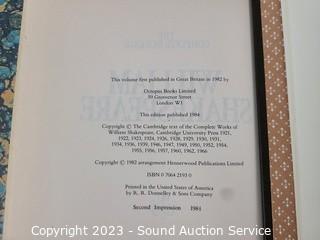 This volume first published in Great Britain in 1982 by
Octopus Books Limited
59 Grosvenor Street
London W1
This edition published 1984
Copyright © The Cambridge text of the Complete Works
of William Shakespeare, Cambridge University Press 1921,
1922, 1923, 1924, 1926, 1928, 1929, 1930, 1931,
1934, 1936, 1939, 1946, 1947, 1949, 1950, 1952, 1954,
1955, 1956, 1957, 1960, 1962, 1966
Copyright © 1982 arrangement Hennerwood Publications Limited
ISBN 0 7064 2193 0
Printed in the United States of America
by R. R. Donnelley & Sons Company
Second Impression 1984
Copyright 2023 - Sound Auction Service